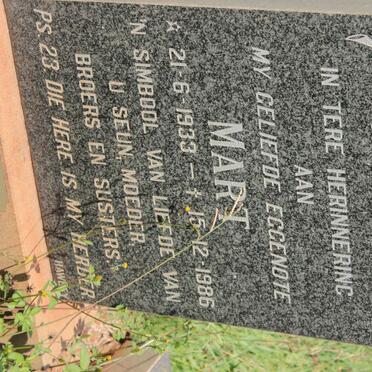 IN TERE HERINNERING
AAN
MY GELIEFDE EGGENOTE
MART
☆ 21-6-1933 – † 15-12-1986
'N SIMBOOL VAN LIEFDE VAN
U SEUN, MOEDER
BROERS EN SUSTERS
PS. 23 DIE HERE IS MY HERDER